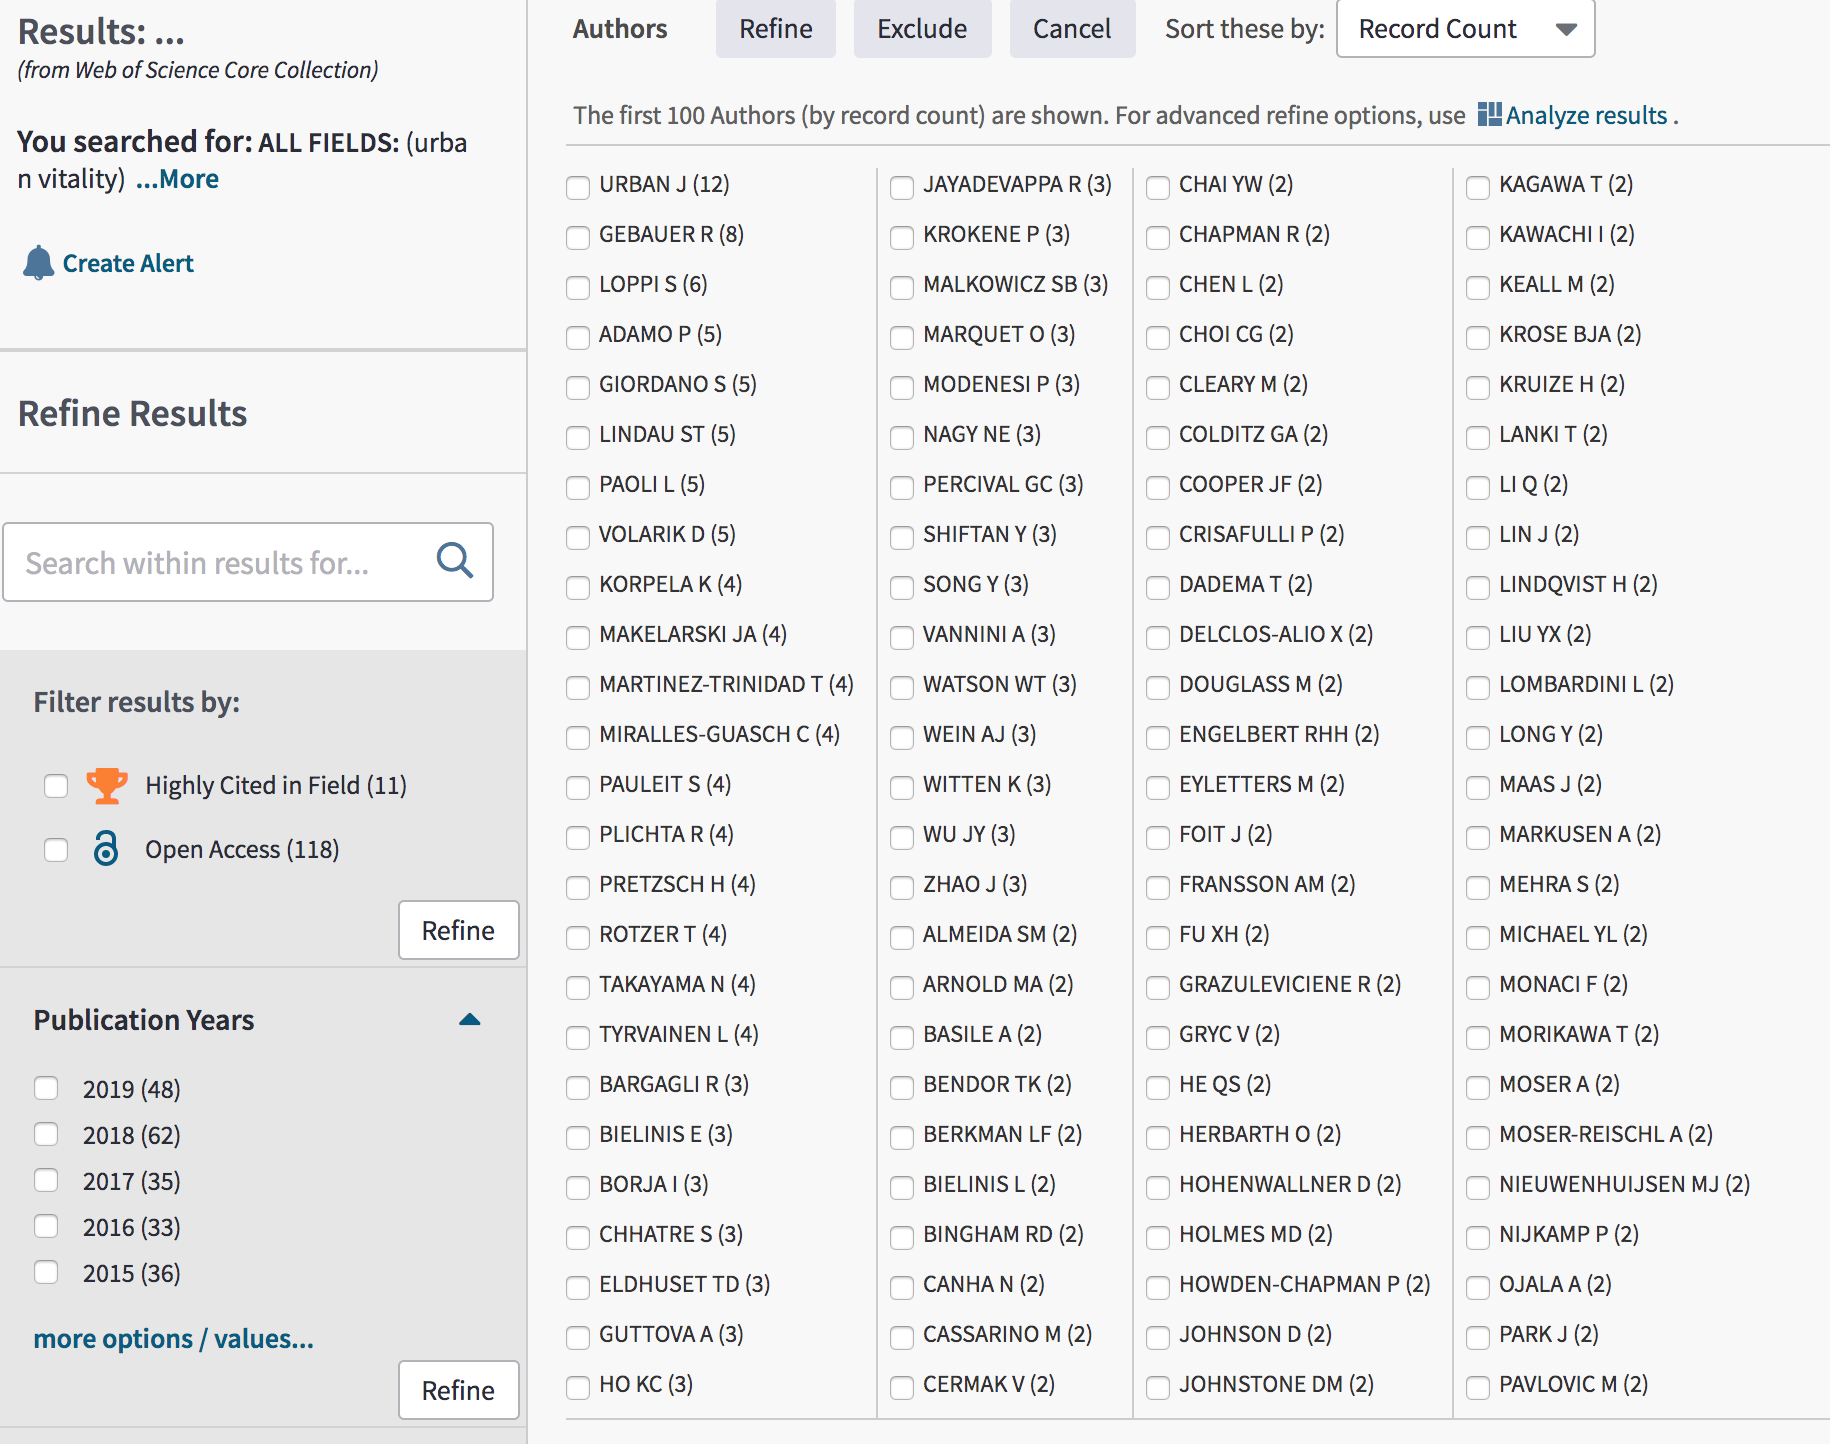 Results: ...
(from Web of Science Core Collection)
You searched for: ALL FIELDS: (urba
n vitality) ...More
Create Alert
Refine Results
Search within results for...
Filter results by:
Highly Cited in Field (11)
Open Access (118)
Refine
Publication Years
2019 (48)
2018 (62)
2017 (35)
2016 (33)
2015 (36)
more options / values...
Refine
Authors Refine Exclude Cancel Sort these by: Record Count
The first 100 Authors (by record count) are shown. For advanced refine options, use Analyze results .
URBAN J (12)
GEBAUER R (8)
LOPPI S (6)
ADAMO P (5)
GIORDANO S (5)
LINDAU ST (5)
PAOLI L (5)
VOLARIK D (5)
KORPELA K (4)
MAKELARSKI JA (4)
MARTINEZ-TRINIDAD T (4)
MIRALLES-GUASCH C (4)
PAULEIT S (4)
PLICHTA R (4)
PRETZSCH H (4)
ROTZER T (4)
TAKAYAMA N (4)
TYRVAINEN L (4)
BARGAGLI R (3)
BIELINIS E (3)
BORJA I (3)
CHHATRE S (3)
ELDHUSET TD (3)
GUTTOVA A (3)
HO KC (3)
JAYADEVAPPA R (3)
KROKENE P (3)
MALKOWICZ SB (3)
MARQUET O (3)
MODENESI P (3)
NAGY NE (3)
PERCIVAL GC (3)
SHIFTAN Y (3)
SONG Y (3)
VANNINI A (3)
WATSON WT (3)
WEIN AJ (3)
WITTEN K (3)
WU JY (3)
ZHAO J (3)
ALMEIDA SM (2)
ARNOLD MA (2)
BASILE A (2)
BENDOR TK (2)
BERKMAN LF (2)
BIELINIS L (2)
BINGHAM RD (2)
CANHA N (2)
CASSARINO M (2)
CERMAK V (2)
CHAI YW (2)
CHAPMAN R (2)
CHEN L (2)
CHOI CG (2)
CLEARY M (2)
COLDITZ GA (2)
COOPER JF (2)
CRISAFULLI P (2)
DADEMA T (2)
DELCLOS-ALIO X (2)
DOUGLASS M (2)
ENGELBERT RHH (2)
EYLETTERS M (2)
FOIT J (2)
FRANSSON AM (2)
FU XH (2)
GRAZULEVICIENE R (2)
GRYC V (2)
HE QS (2)
HERBARTH O (2)
HOHENWALLNER D (2)
HOLMES MD (2)
HOWDEN-CHAPMAN P (2)
JOHNSON D (2)
JOHNSTONE DM (2)
KAGAWA T (2)
KAWACHI I (2)
KEALL M (2)
KROSE BJA (2)
KRUIZE H (2)
LANKI T (2)
LI Q (2)
LIN J (2)
LINDQVIST H (2)
LIU YX (2)
LOMBARDINI L (2)
LONG Y (2)
MAAS J (2)
MARKUSEN A (2)
MEHRA S (2)
MICHAEL YL (2)
MONACI F (2)
MORIKAWA T (2)
MOSER A (2)
MOSER-REISCHL A (2)
NIEUWENHUIJSEN MJ (2)
NIJKAMP P (2)
OJALA A (2)
PARK J (2)
PAVLOVIC M (2)